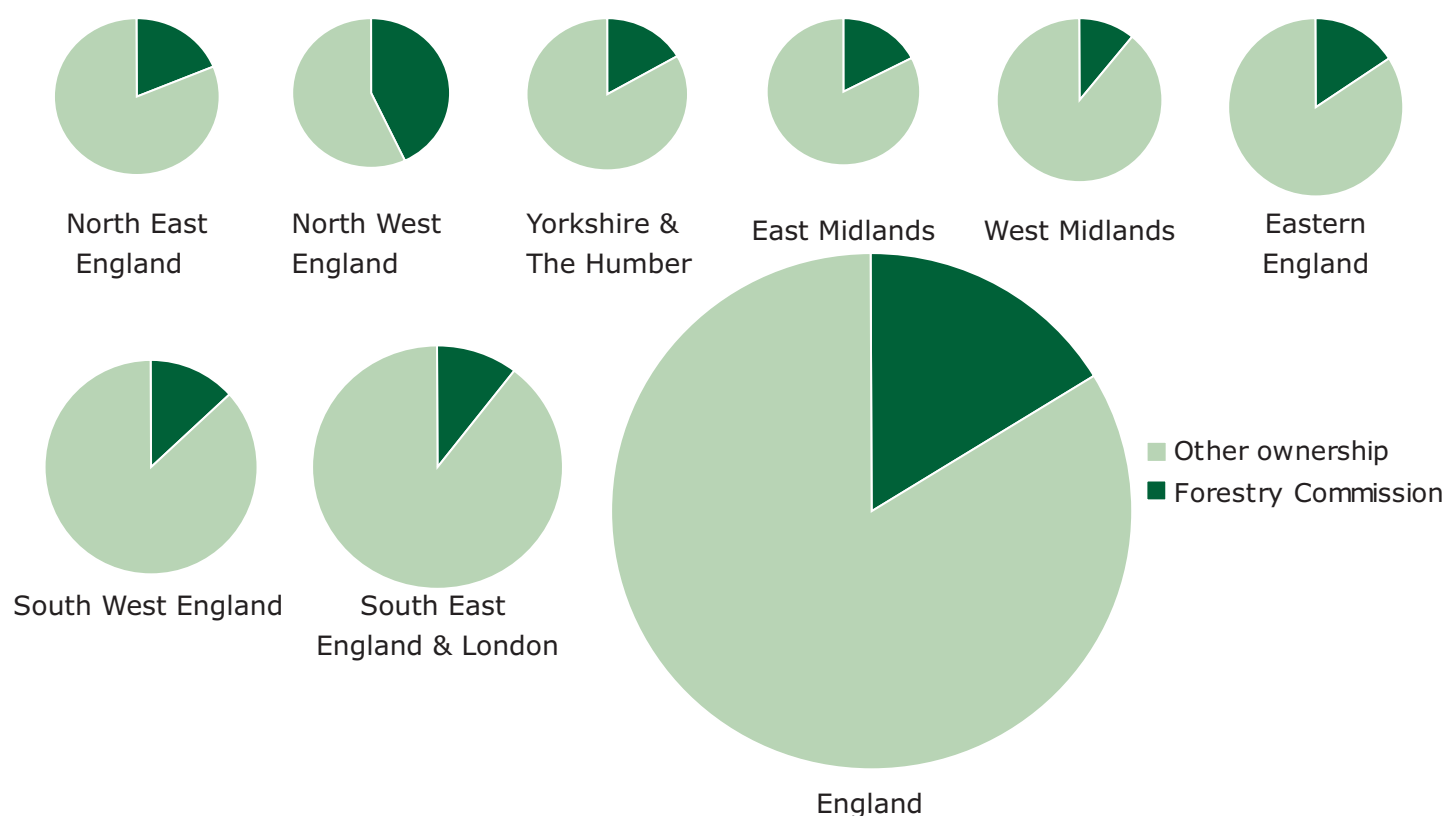 North East
England
North West
England
Yorkshire &
The Humber
East Midlands
West Midlands
Eastern
England
South West England
South East
England & London
Other ownership
Forestry Commission
England